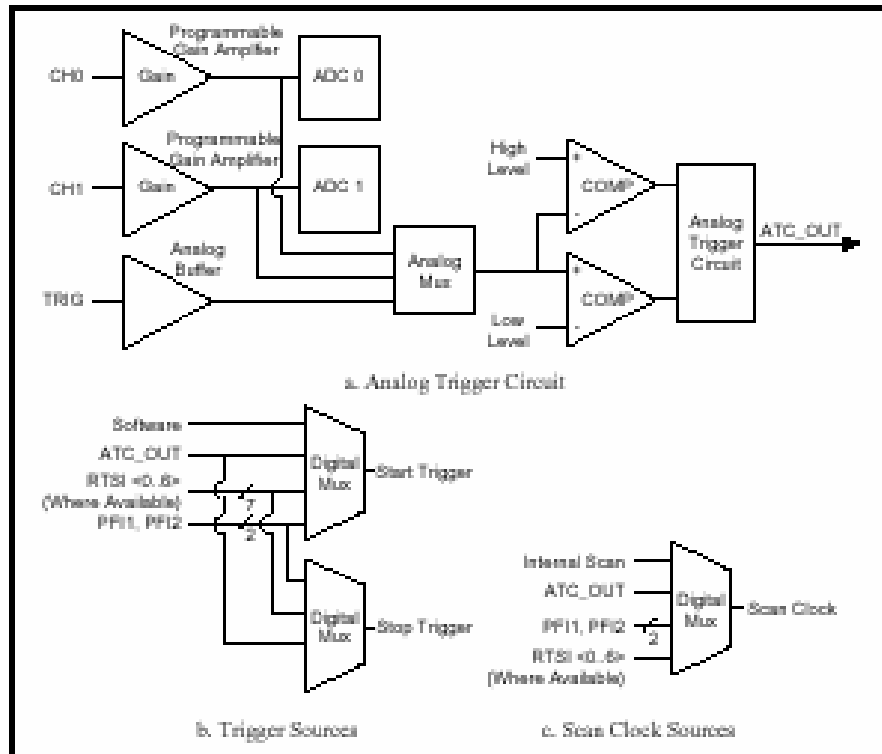 Programmable
Gain Amplifier
CH0
Gain
ADC 0
Programmable
Gain Amplifier
CH1
Gain
ADC 1
High
Level
+
COMP
-
Analog
Trigger
Circuit
ATC_OUT
Analog
Buffer
TRIG
Analog
Mux
+
COMP
-
Low
Level
a. Analog Trigger Circuit
Software
ATC_OUT
RTSI <0..6>
(Where Available)
PFI1, PFI2
7
2
Digital
Mux
Start Trigger
Digital
Mux
Stop Trigger
b. Trigger Sources
Internal Scan
ATC_OUT
PFI1, PFI2
2
RTSI <0..6>
(Where Available)
Digital
Mux
Scan Clock
c. Scan Clock Sources